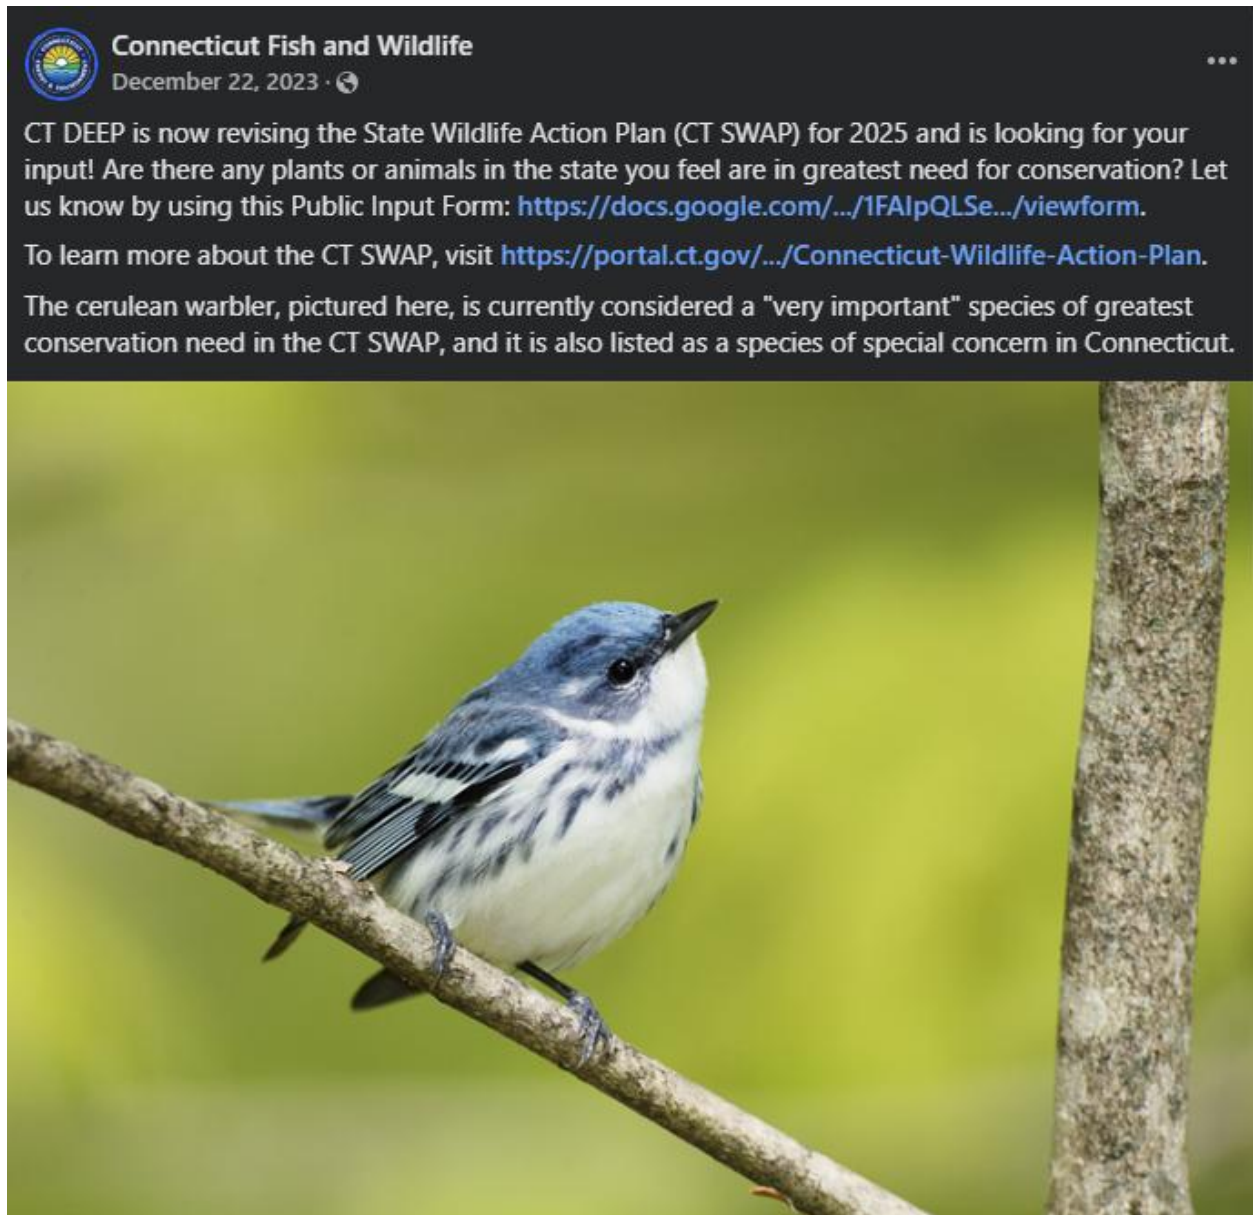 Connecticut Fish and Wildlife
December 22, 2023 ·
CT DEEP is now revising the State Wildlife Action Plan (CT SWAP) for 2025 and is looking for your
input! Are there any plants or animals in the state you feel are in greatest need for conservation? Let
us know by using this Public Input Form: https://docs.google.com/.../1FAIpQLSe.../viewform.
To learn more about the CT SWAP, visit https://portal.ct.gov/.../Connecticut-Wildlife-Action-Plan.
The cerulean warbler, pictured here, is currently considered a "very important" species of greatest
conservation need in the CT SWAP, and it is also listed as a species of special concern in Connecticut.